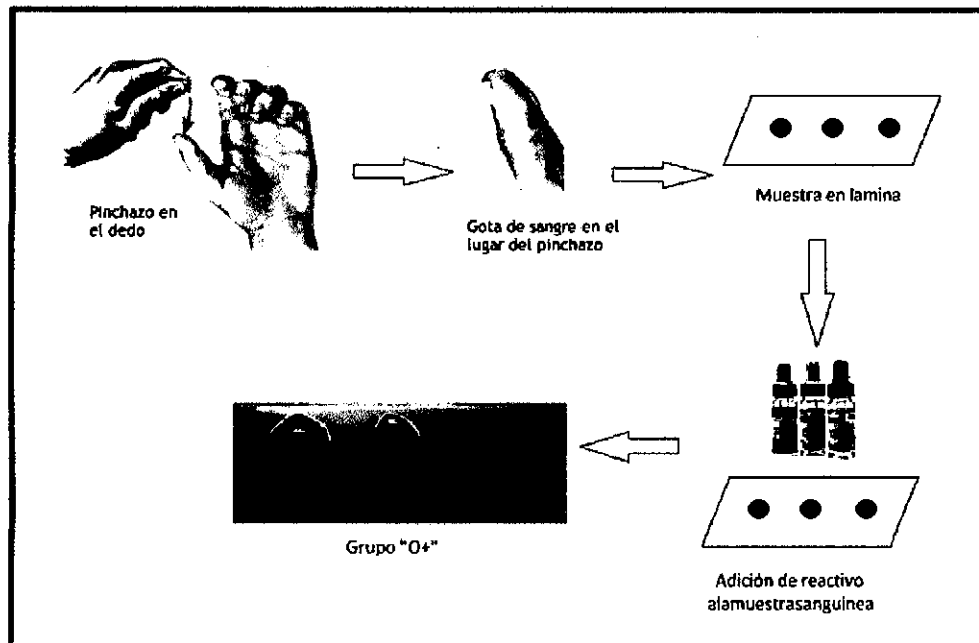 Pinchazo en
el dedo
Gota de sangre en el
lugar del pinchazo
Muestra en lamina
Adición de reactivo
alamuestrasanguinea
Grupo "O+"